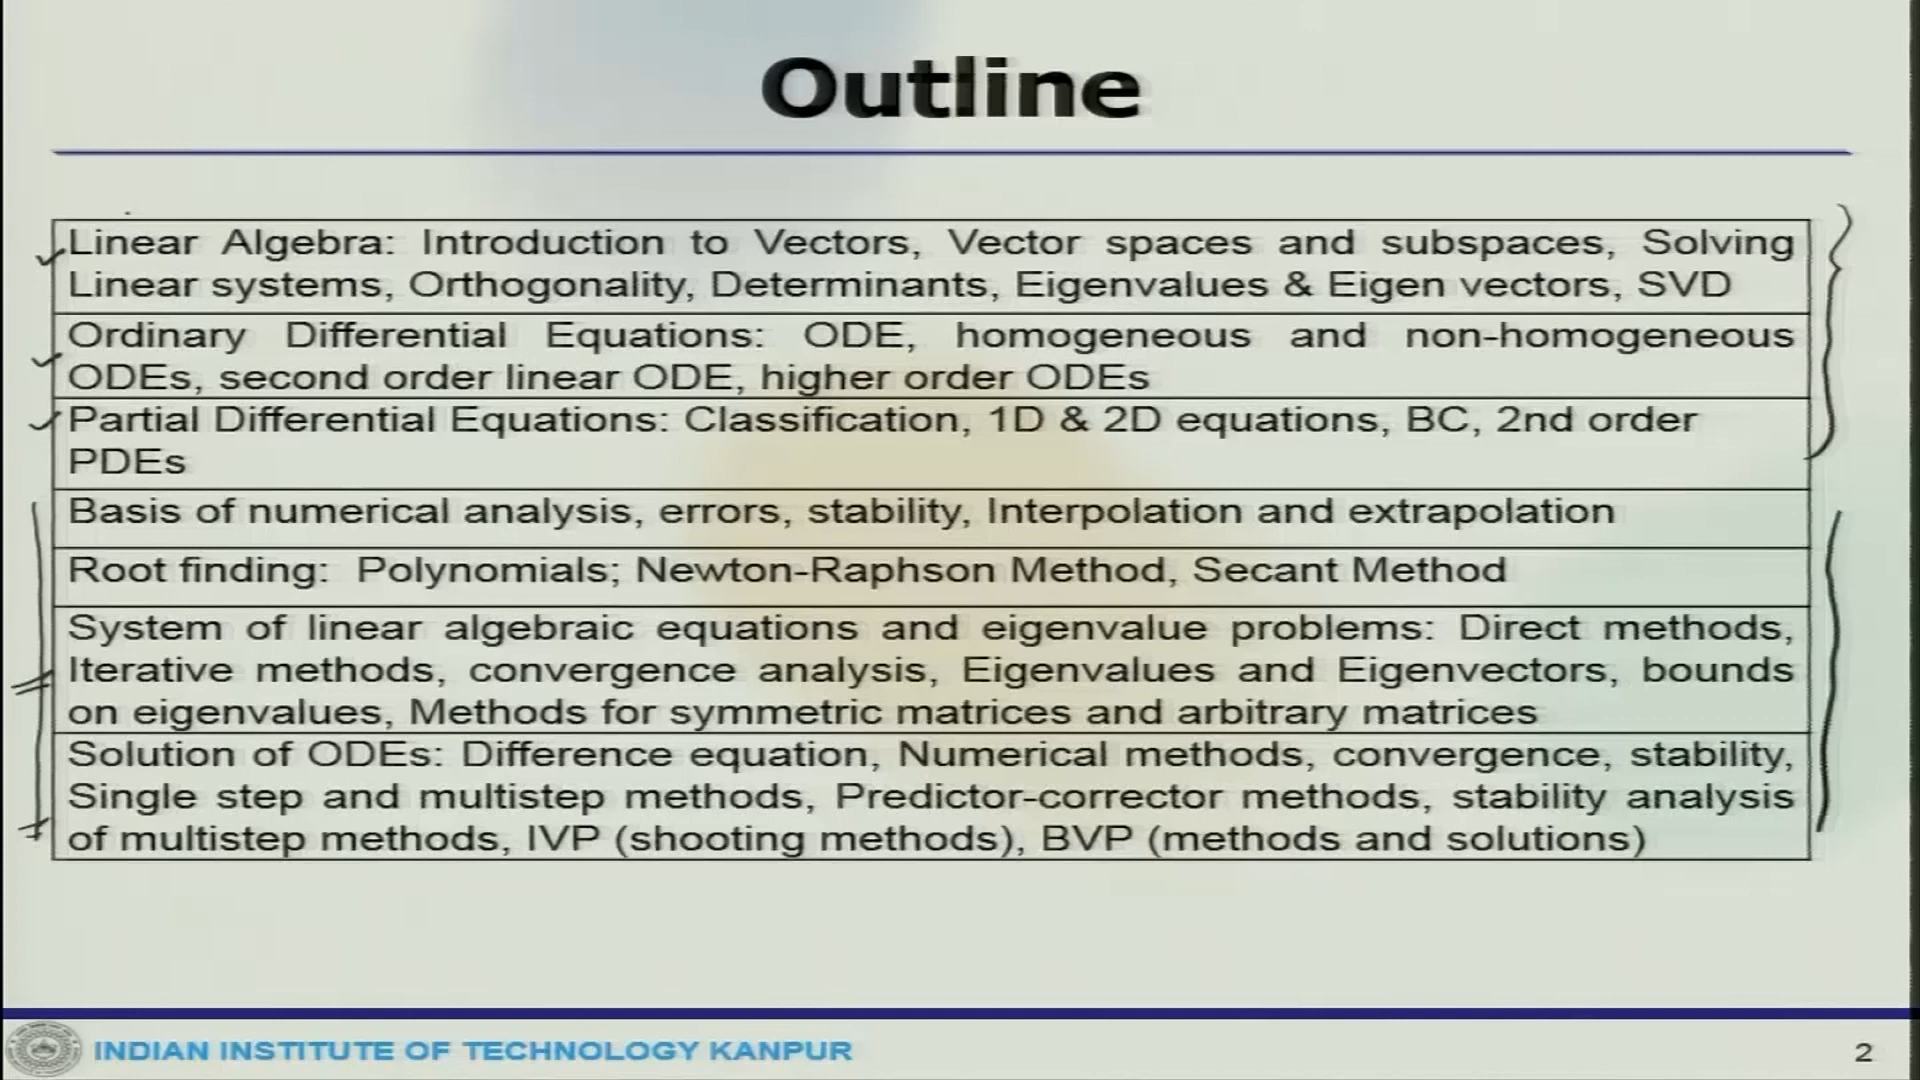 Outline
Linear Algebra: Introduction to Vectors, Vector spaces and subspaces, Solving
Linear systems, Orthogonality, Determinants, Eigenvalues & Eigen vectors, SVD
Ordinary Differential Equations: ODE, homogeneous and non-homogeneous
ODEs, second order linear ODE, higher order ODEs
Partial Differential Equations: Classification, 1D & 2D equations, BC, 2nd order
PDEs
Basis of numerical analysis, errors, stability, Interpolation and extrapolation
Root finding: Polynomials; Newton-Raphson Method, Secant Method
System of linear algebraic equations and eigenvalue problems: Direct methods,
Iterative methods, convergence analysis, Eigenvalues and Eigenvectors, bounds
on eigenvalues, Methods for symmetric matrices and arbitrary matrices
Solution of ODEs: Difference equation, Numerical methods, convergence, stability,
Single step and multistep methods, Predictor-corrector methods, stability analysis
of multistep methods, IVP (shooting methods), BVP (methods and solutions)
INDIAN INSTITUTE OF TECHNOLOGY KANPUR
2